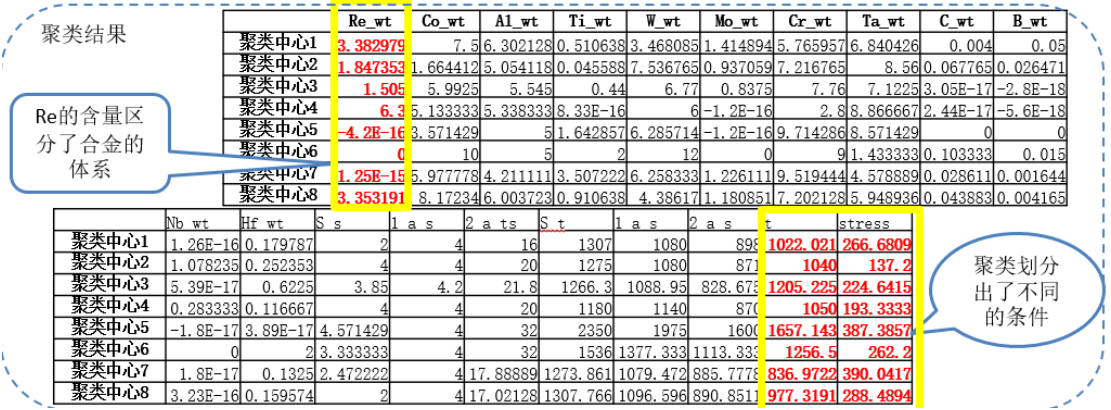 聚类结果
Re_wt Co_wt Al_wt Ti_wt W_wt Mo_wt Cr_wt Ta_wt C_wt B_wt
聚类中心1 3.382979 7.5 6.302128 0.510638 3.468085 1.414894 5.765957 6.840426 0.004 0.05
聚类中心2 1.847353 1.664412 5.054118 0.045588 7.536765 0.937059 7.216765 8.56 0.067765 0.026471
聚类中心3 1.505 5.9925 5.545 0.44 6.77 0.8375 7.76 7.1225 3.05E-17 -2.8E-18
聚类中心4 6.3 5.133333 5.338333 8.33E-16 6 -1.2E-16 2.8 8.866667 2.44E-17 -5.6E-18
聚类中心5 -4.2E-16 3.571429 5 1.642857 6.285714 -1.2E-16 9.714286 8.571429 0 0
聚类中心6 0 10 5 2 12 0 9 1.433333 0.103333 0.015
聚类中心7 1.25E-15 5.977778 4.211111 3.507222 6.258333 1.226111 9.519444 4.578889 0.028611 0.001644
聚类中心8 3.353191 8.17234 6.003723 0.910638 4.38617 1.180851 7.202128 5.948936 0.043883 0.004165
Re的含量区
分了合金的
体系
Nb_wt Hf_wt S_s 1_a_s 2_a_ts S_t 1_a_s 2_a_s t stress
聚类中心1 1.26E-16 0.179787 2 4 16 1307 1080 898 1022.021 266.6809
聚类中心2 1.078235 0.252353 4 4 20 1275 1080 871 1040 137.2
聚类中心3 5.39E-17 0.6225 3.85 4.2 21.8 1266.3 1088.95 828.675 1205.225 224.6415
聚类中心4 0.283333 0.116667 4 4 20 1180 1140 870 1050 193.3333
聚类中心5 -1.8E-17 3.89E-17 4.571429 4 32 2350 1975 1600 1657.143 387.3857
聚类中心6 0 2 3.333333 4 32 1536 1377.333 1113.333 1256.5 262.2
聚类中心7 1.8E-17 0.1325 2.472222 4 17.88889 1273.861 1079.472 885.7778 836.9722 390.0417
聚类中心8 3.23E-16 0.159574 2 4 17.02128 1307.766 1096.596 890.8511 977.3191 288.4894
聚类划分
出了不同
的条件